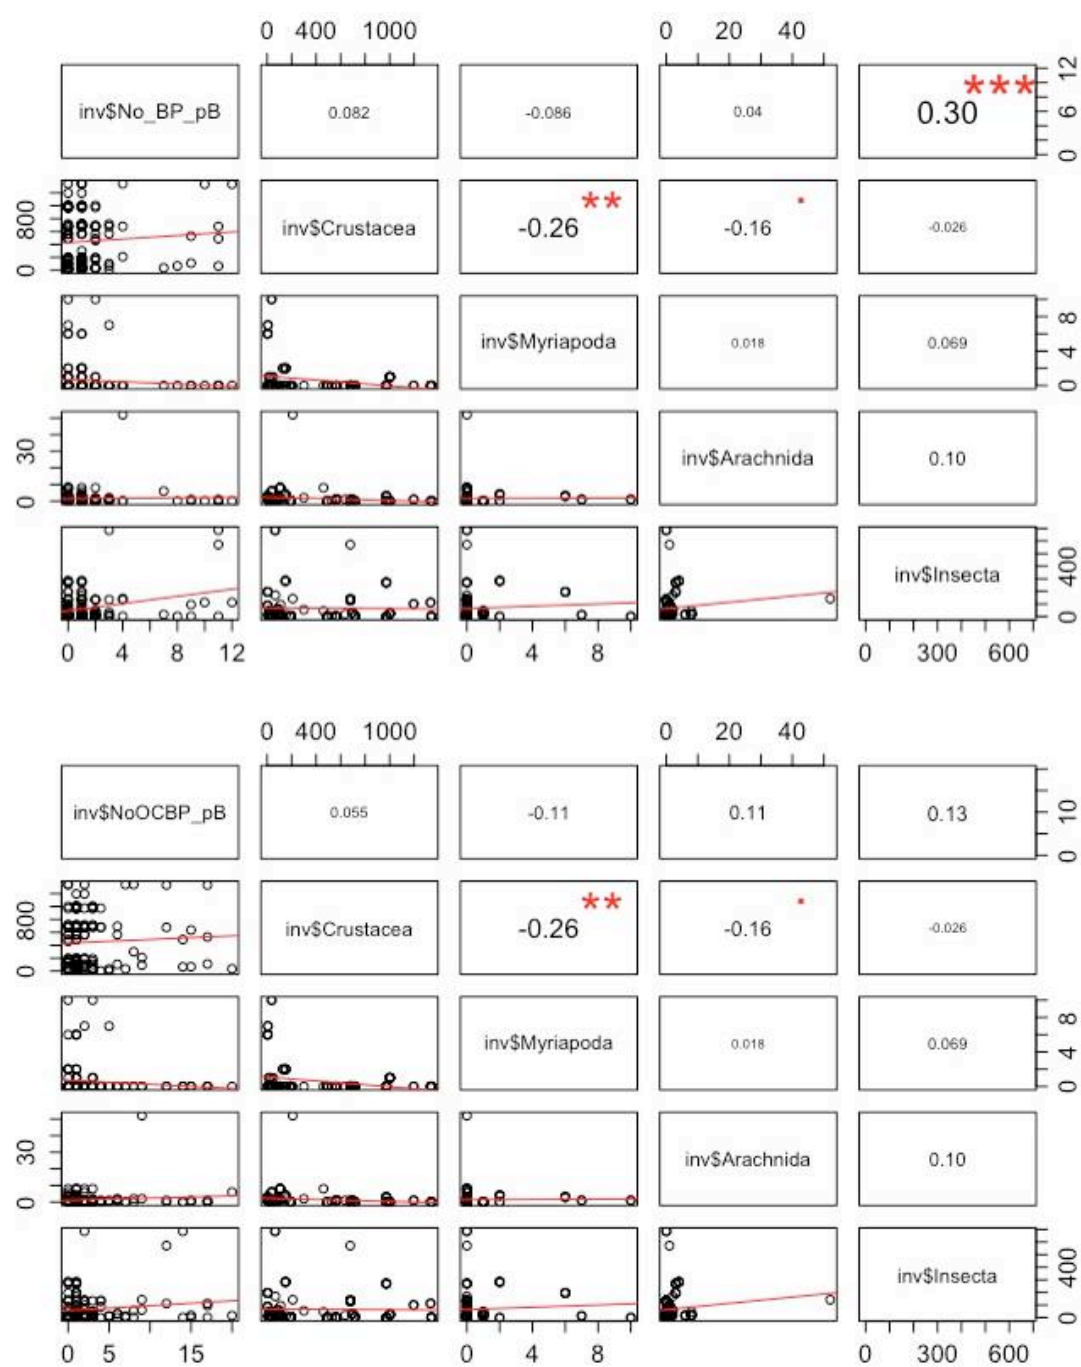 0 400 1000 0 20 40
inv$No_BP_pB 0.082 -0.086 0.04 0.30 *** 0 6 12
0 800 inv$Crustacea -0.26 ** -0.16 . -0.026
inv$Myriapoda 0.018 0.069 0 4 8
0 30 inv$Arachnida 0.10
inv$Insecta 0 400
0 4 8 12 0 4 8 0 300 600
0 400 1000 0 20 40
inv$NoOCBP_pB 0.055 -0.11 0.11 0.13 0 10
0 800 inv$Crustacea -0.26 ** -0.16 . -0.026
inv$Myriapoda 0.018 0.069 0 4 8
0 30 inv$Arachnida 0.10
inv$Insecta 0 400
0 5 15 0 4 8 0 300 600